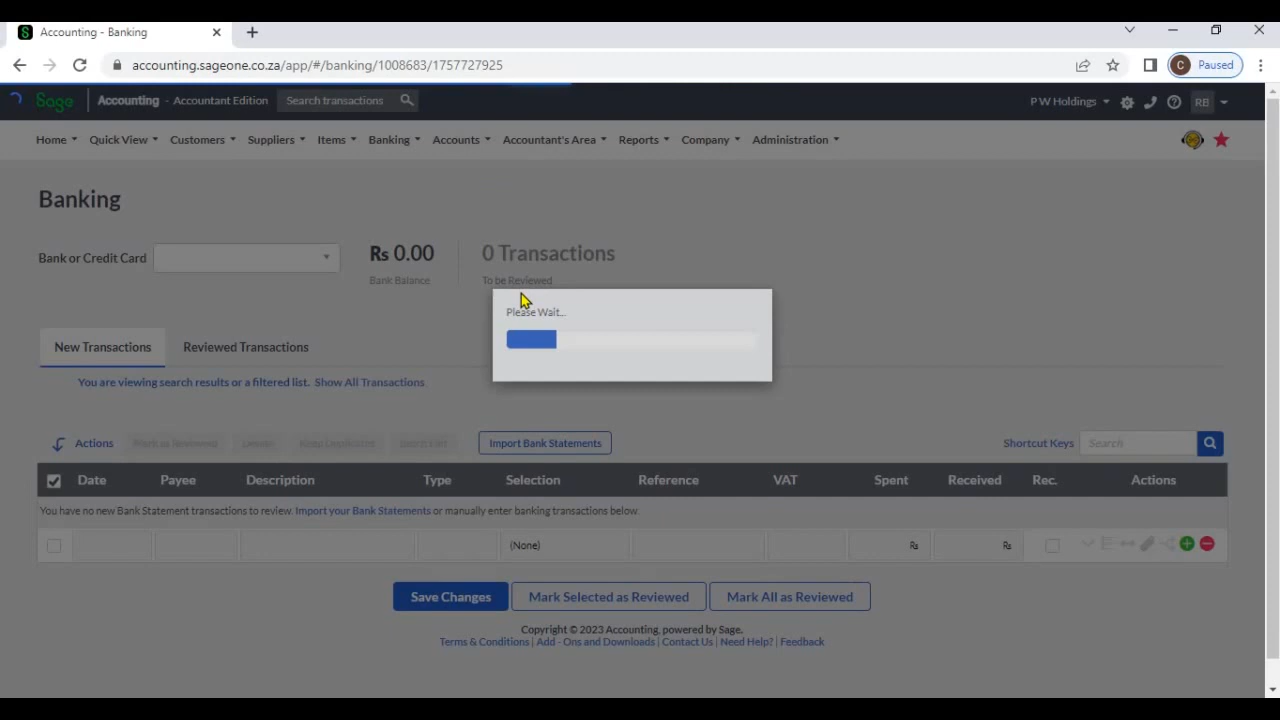 Accounting - Banking
accounting.sageone.co.za/app/#/banking/1008683/1757727925
C Paused
Sage Accounting - Accountant Edition Search transactions P W Holdings RB
Home Quick View Customers Suppliers Items Banking Accounts Accountant's Area Reports Company Administration
Banking
Bank or Credit Card Rs 0.00 0 Transactions
Bank Balance To be Reviewed
Please Wait...
New Transactions Reviewed Transactions
You are viewing search results or a filtered list. Show All Transactions
Actions Mark as Reviewed Delete Keep Duplicates Import Bank Statements Shortcut Keys Search
Date Payee Description Type Selection Reference VAT Spent Received Rec. Actions
You have no new Bank Statement transactions to review. Import your Bank Statements or manually enter banking transactions below.
(None) Rs Rs
Save Changes Mark Selected as Reviewed Mark All as Reviewed
Copyright © 2023 Accounting, powered by Sage.
Terms & Conditions | Add - Ons and Downloads | Contact Us | Need Help? | Feedback